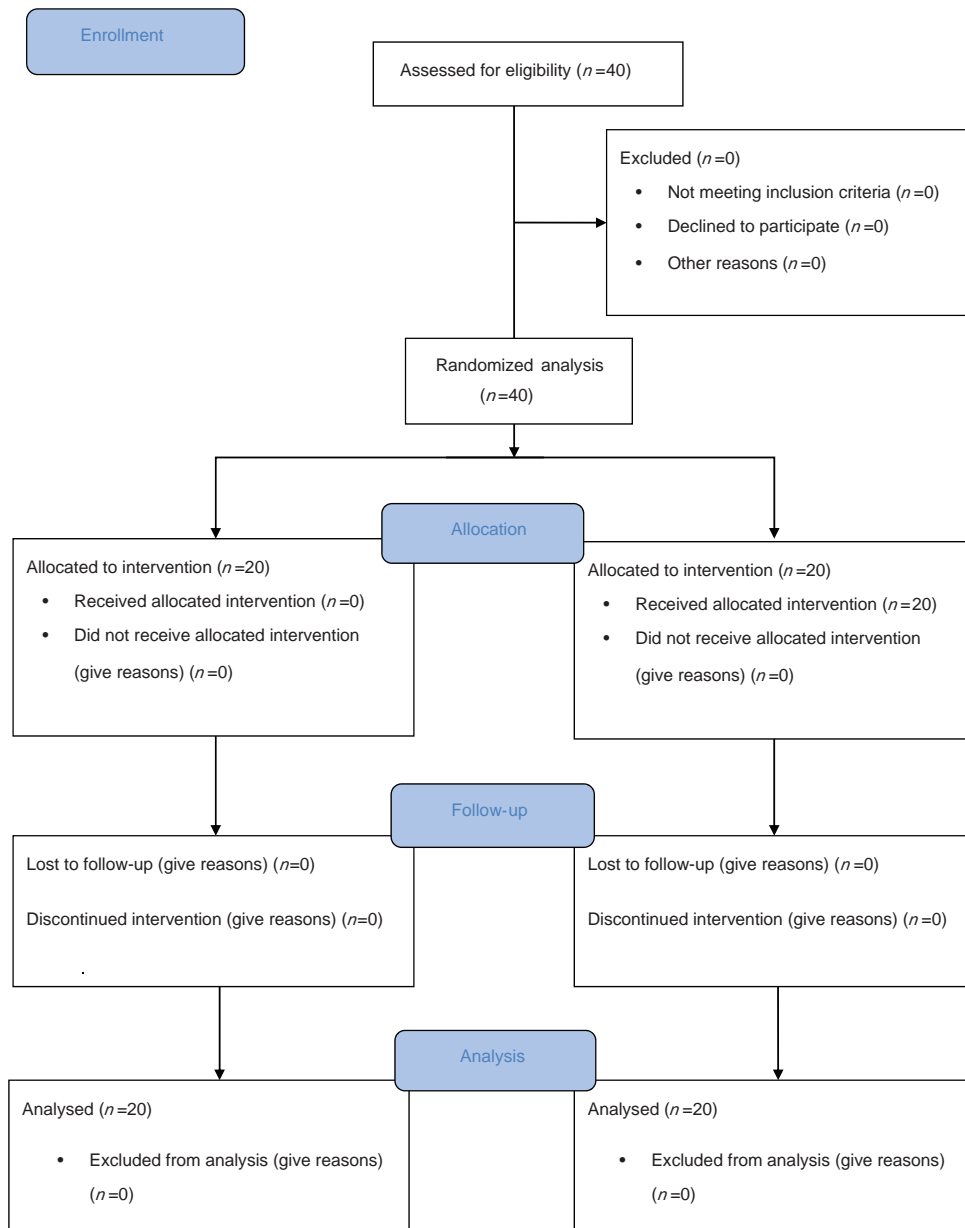 Enrollment
Assessed for eligibility (n=40)
Excluded (n=0)
• Not meeting inclusion criteria (n=0)
• Declined to participate (n=0)
• Other reasons (n=0)
Randomized analysis
(n=40)
Allocation
Allocated to intervention (n=20)
• Received allocated intervention (n=0)
• Did not receive allocated intervention
(give reasons) (n=0)
Allocated to intervention (n=20)
• Received allocated intervention (n=20)
• Did not receive allocated intervention
(give reasons) (n=0)
Follow-up
Lost to follow-up (give reasons) (n=0)
Discontinued intervention (give reasons) (n=0)
.
Lost to follow-up (give reasons) (n=0)
Discontinued intervention (give reasons) (n=0)
Analysis
Analysed (n=20)
• Excluded from analysis (give reasons)
(n=0)
Analysed (n=20)
• Excluded from analysis (give reasons)
(n=0)